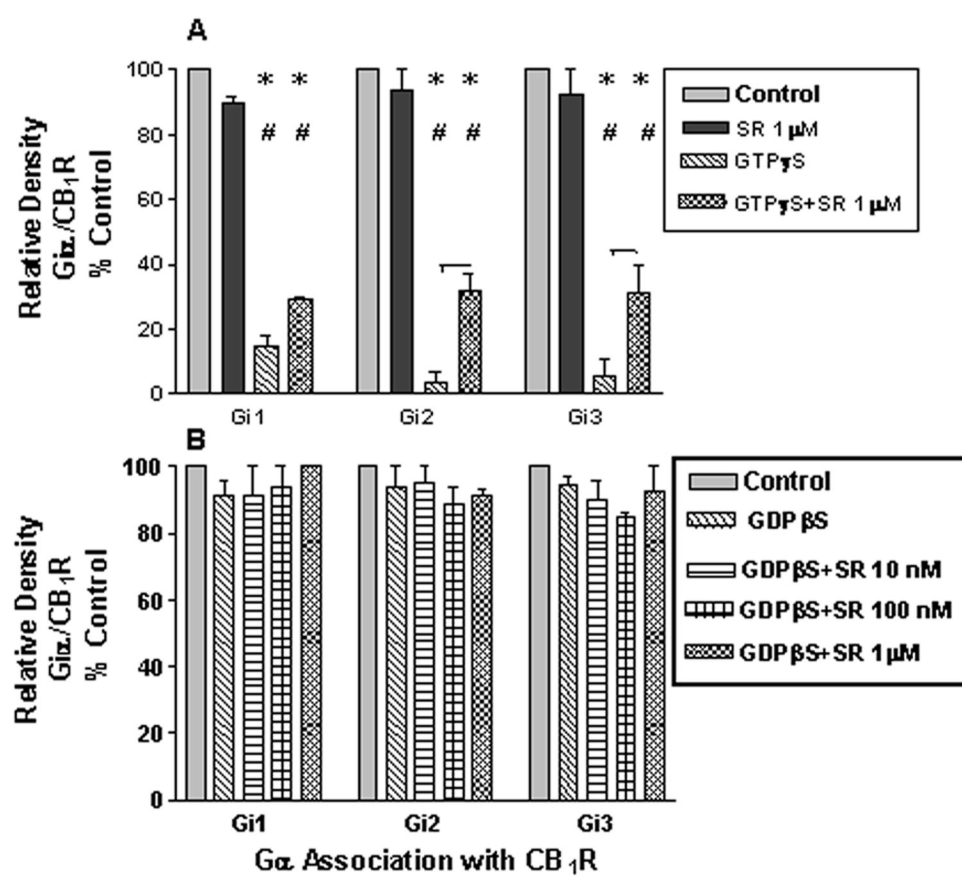 A
Relative Density
Giα/CB₁R
% Control
100
80
60
40
20
0
* *
# #
* *
# #
* *
# #
Gi1 Gi2 Gi3
Control
SR 1 μM
GTPγS
GTPγS+SR 1 μM
B
Relative Density
Giα/CB₁R
% Control
100
80
60
40
20
0
Gi1 Gi2 Gi3
Gα Association with CB₁R
Control
GDPβS
GDPβS+SR 10 nM
GDPβS+SR 100 nM
GDPβS+SR 1μM